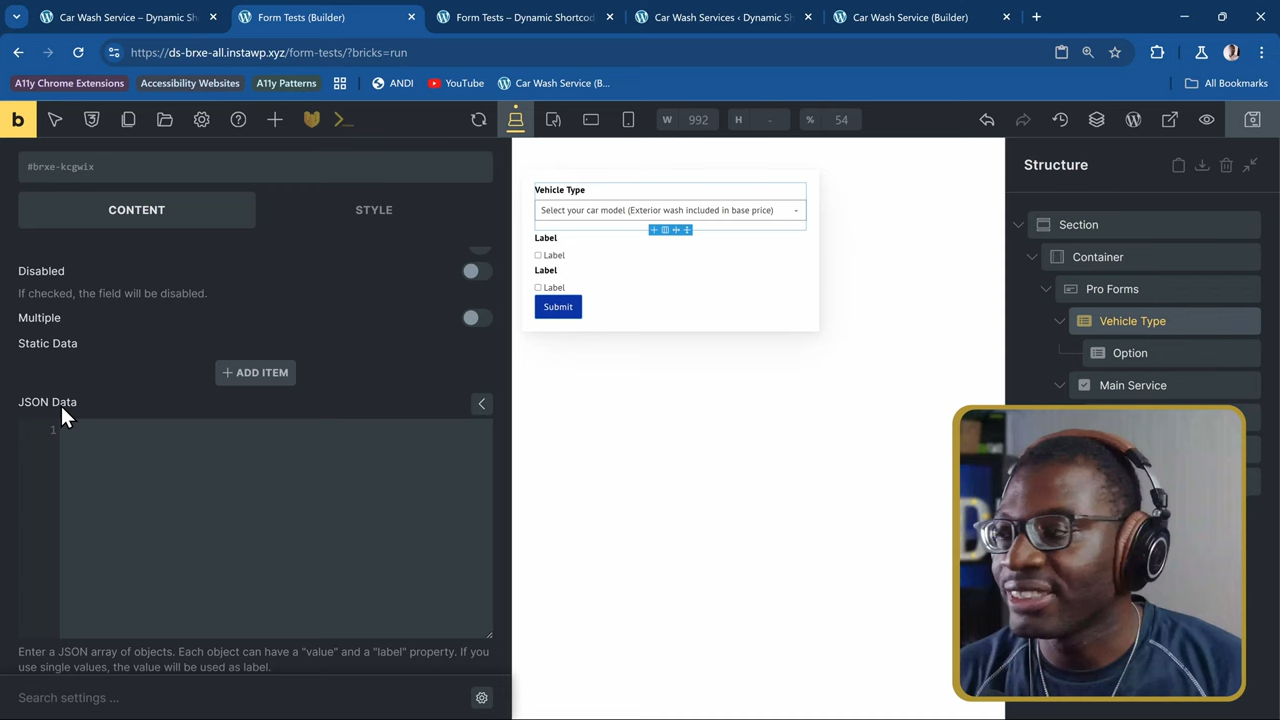 Car Wash Service – Dynamic Sh
Form Tests (Builder)
Form Tests – Dynamic Shortcod
Car Wash Services ‹ Dynamic Sh
Car Wash Service (Builder)
https://ds-brxe-all.instawp.xyz/form-tests/?bricks=run
A11y Chrome Extensions
Accessibility Websites
A11y Patterns
ANDI
YouTube
Car Wash Service (B...
All Bookmarks
b
W 992
H -
% 54
#brxe-kcgwix
CONTENT
STYLE
Disabled
If checked, the field will be disabled.
Multiple
Static Data
+ ADD ITEM
JSON Data
1
Enter a JSON array of objects. Each object can have a "value" and a "label" property. If you
use single values, the value will be used as label.
Search settings ...
Vehicle Type
Select your car model (Exterior wash included in base price)
Label
Label
Label
Label
Submit
Structure
Section
Container
Pro Forms
Vehicle Type
Option
Main Service